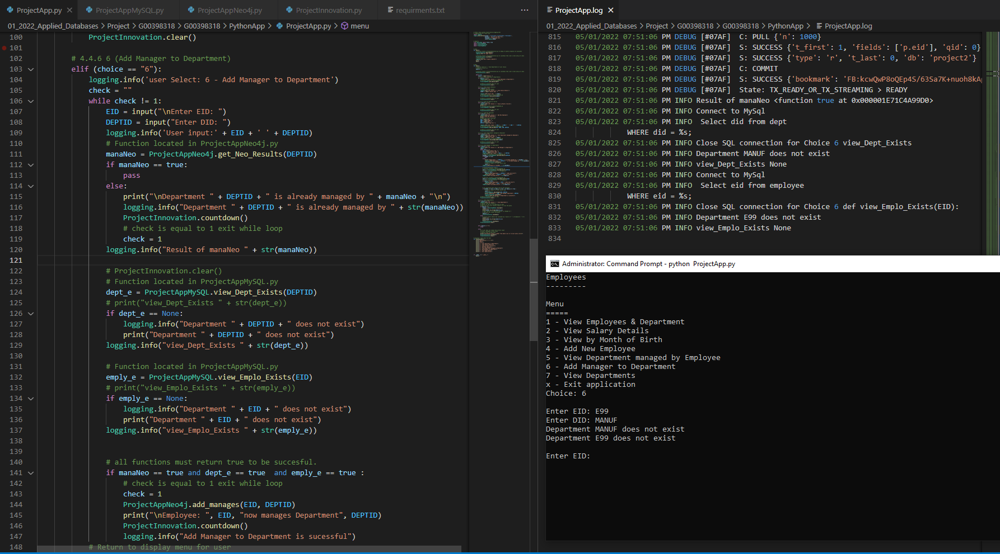 ProjectApp.py
ProjectAppMySQL.py
ProjectAppNeo4j.py
ProjectInnovation.py
requirments.txt
01_2022_Applied_Databases > Project > G00398318 > G00398318 > PythonApp > ProjectApp.py > menu
100 ProjectInnovation.clear()
101
102 # 4.4.6 6 (Add Manager to Department)
103 elif (choice == "6"):
104 logging.info('user Select: 6 - Add Manager to Department')
105 check = ""
106 while check != 1:
107 EID = input("\nEnter EID: ")
108 DEPTID = input("Enter DID: ")
109 logging.info('User input:' + EID + ' ' + DEPTID)
110 # Function located in ProjectAppNeo4j.py
111 manaNeo = ProjectAppNeo4j.get_Neo_Results(DEPTID)
112 if manaNeo == true:
113 pass
114 else:
115 print("\nDepartment " + DEPTID + " is already managed by " + manaNeo + "\n")
116 logging.info("Department " + DEPTID + " is already managed by " + str(manaNeo))
117 ProjectInnovation.countdown()
118 # check is equal to 1 exit while loop
119 check = 1
120 logging.info("Result of manaNeo " + str(manaNeo))
121
122 # ProjectInnovation.clear()
123 # Function located in ProjectAppMySQL.py
124 dept_e = ProjectAppMySQL.view_Dept_Exists(DEPTID)
125 # print("view_Dept_Exists " + str(dept_e))
126 if dept_e == None:
127 logging.info("Department " + DEPTID + " does not exist")
128 print("Department " + DEPTID + " does not exist")
129 logging.info("view_Dept_Exists " + str(dept_e))
130
131 # Function located in ProjectAppMySQL.py
132 emply_e = ProjectAppMySQL.view_Emplo_Exists(EID)
133 # print("view_Emplo_Exists " + str(emply_e))
134 if emply_e == None:
135 logging.info("Department " + EID + " does not exist")
136 print("Department " + EID + " does not exist")
137 logging.info("view_Emplo_Exists " + str(emply_e))
138
139
140 # all functions must return true to be succesful.
141 if manaNeo == true and dept_e == true  and emply_e == true :
142 # check is equal to 1 exit while loop
143 check = 1
144 ProjectAppNeo4j.add_manages(EID, DEPTID)
145 print("\nEmployee: ", EID, "now manages Department", DEPTID)
146 ProjectInnovation.countdown()
147 logging.info("Add Manager to Department is sucessful")
148 # Return to display menu for user
ProjectApp.log
01_2022_Applied_Databases > Project > G00398318 > G00398318 > PythonApp > ProjectApp.log
815 05/01/2022 07:51:06 PM DEBUG [#07AF]  C: PULL {'n': 1000}
816 05/01/2022 07:51:06 PM DEBUG [#07AF]  S: SUCCESS {'t_first': 1, 'fields': ['p.eid'], 'qid': 0}
817 05/01/2022 07:51:06 PM DEBUG [#07AF]  S: SUCCESS {'type': 'r', 't_last': 0, 'db': 'project2'}
818 05/01/2022 07:51:06 PM DEBUG [#07AF]  C: COMMIT
819 05/01/2022 07:51:06 PM DEBUG [#07AF]  S: SUCCESS {'bookmark': 'FB:kcwQwP8oQEp4S/63Sa7K+nuoh8kA
820 05/01/2022 07:51:06 PM DEBUG [#07AF]  State: TX_READY_OR_TX_STREAMING > READY
821 05/01/2022 07:51:06 PM INFO Result of manaNeo <function true at 0x000001E71C4A99D0>
822 05/01/2022 07:51:06 PM INFO Connect to MySql
823 05/01/2022 07:51:06 PM INFO  Select did from dept
824 WHERE did = %s;
825 05/01/2022 07:51:06 PM INFO Close SQL connection for Choice 6 view_Dept_Exists
826 05/01/2022 07:51:06 PM INFO Department MANUF does not exist
827 05/01/2022 07:51:06 PM INFO view_Dept_Exists None
828 05/01/2022 07:51:06 PM INFO Connect to MySql
829 05/01/2022 07:51:06 PM INFO  Select eid from employee
830 WHERE eid = %s;
831 05/01/2022 07:51:06 PM INFO Close SQL connection for Choice 6 def view_Emplo_Exists(EID):
832 05/01/2022 07:51:06 PM INFO Department E99 does not exist
833 05/01/2022 07:51:06 PM INFO view_Emplo_Exists None
834
Administrator: Command Prompt - python  ProjectApp.py
Employees
---------
Menu
=====
1 - View Employees & Department
2 - View Salary Details
3 - View by Month of Birth
4 - Add New Employee
5 - View Department managed by Employee
6 - Add Manager to Department
7 - View Departments
x - Exit application
Choice: 6
Enter EID: E99
Enter DID: MANUF
Department MANUF does not exist
Department E99 does not exist
Enter EID: